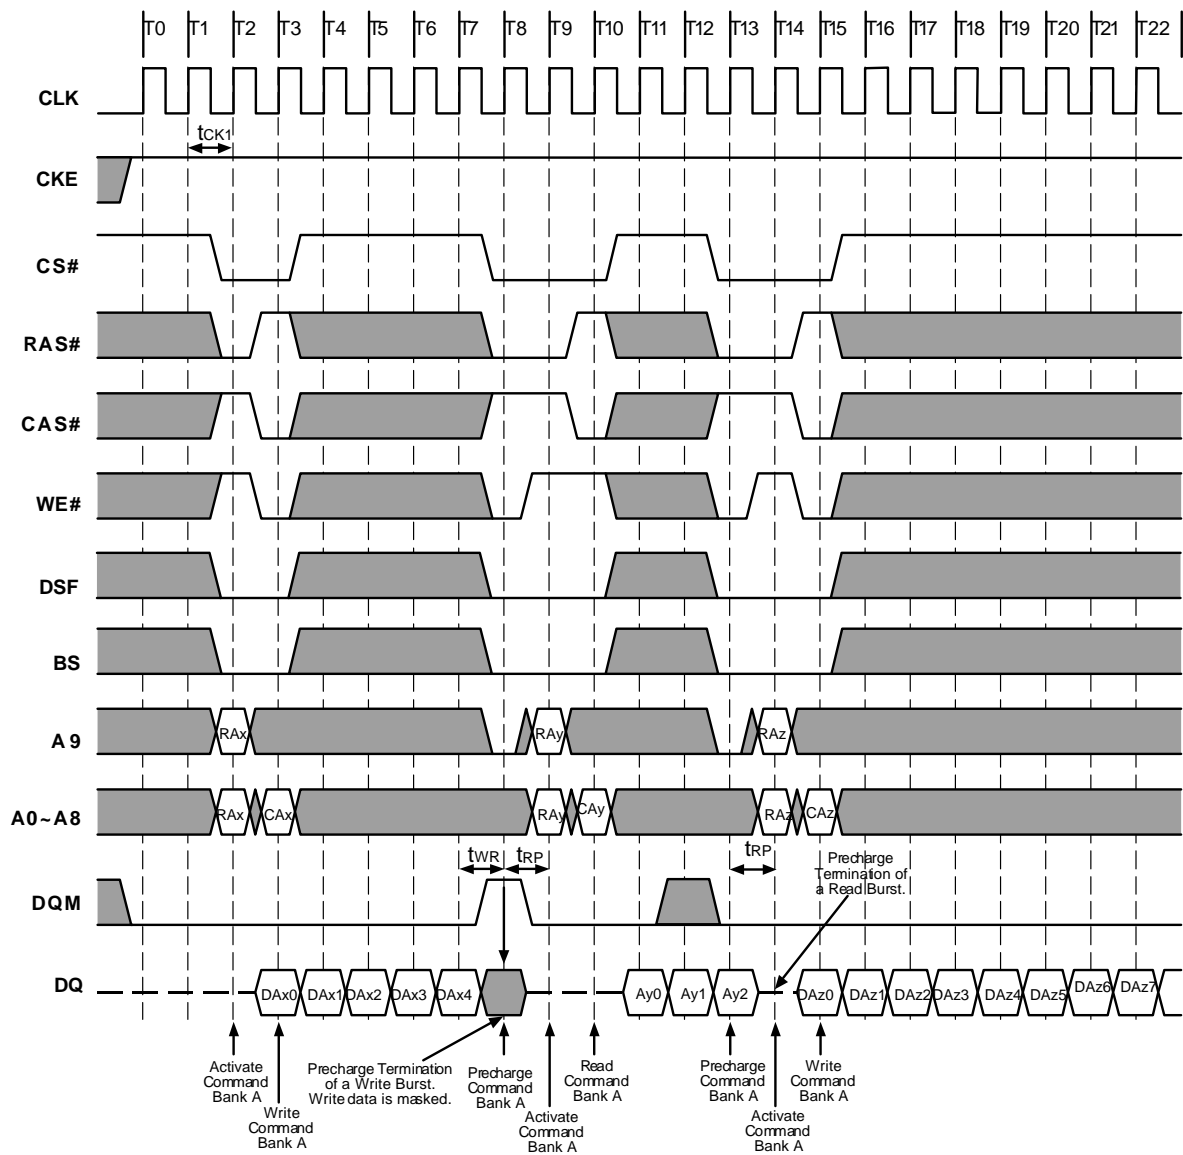 T0 T1 T2 T3 T4 T5 T6 T7 T8 T9 T10 T11 T12 T13 T14 T15 T16 T17 T18 T19 T20 T21 T22
CLK
tCK1
CKE
CS#
RAS#
CAS#
WE#
DSF
BS
A9
RAx RAy RAz
A0~A8
RAx CAx RAy CAy RAz CAz
tWR tRP tRP
Precharge
Termination of
a Read Burst.
DQM
DQ
DAx0 DAx1 DAx2 DAx3 DAx4 Ay0 Ay1 Ay2 DAz0 DAz1 DAz2 DAz3 DAz4 DAz5 DAz6 DAz7
Activate
Command
Bank A
Write
Command
Bank A
Precharge Termination
of a Write Burst.
Write data is masked.
Precharge
Command
Bank A
Activate
Command
Bank A
Read
Command
Bank A
Precharge
Command
Bank A
Activate
Command
Bank A
Write
Command
Bank A